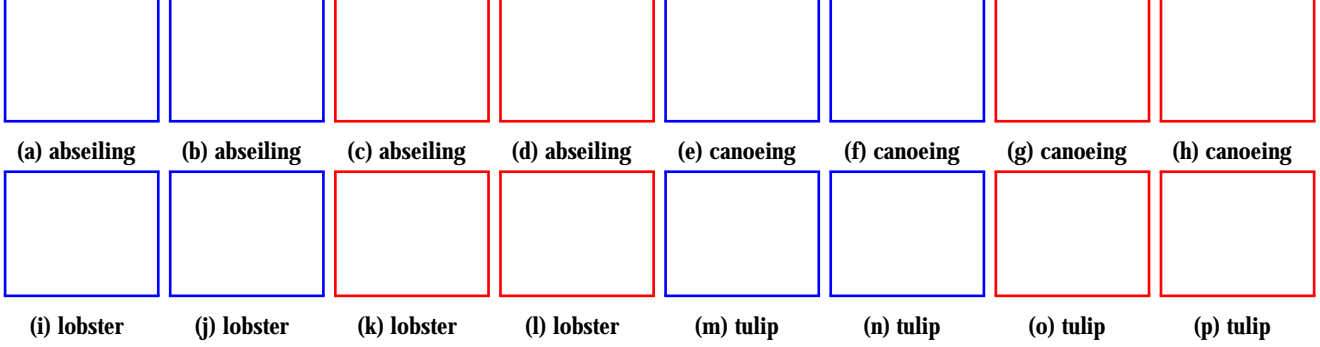 (a) abseiling (b) abseiling (c) abseiling (d) abseiling (e) canoeing (f) canoeing (g) canoeing (h) canoeing
(i) lobster (j) lobster (k) lobster (l) lobster (m) tulip (n) tulip (o) tulip (p) tulip